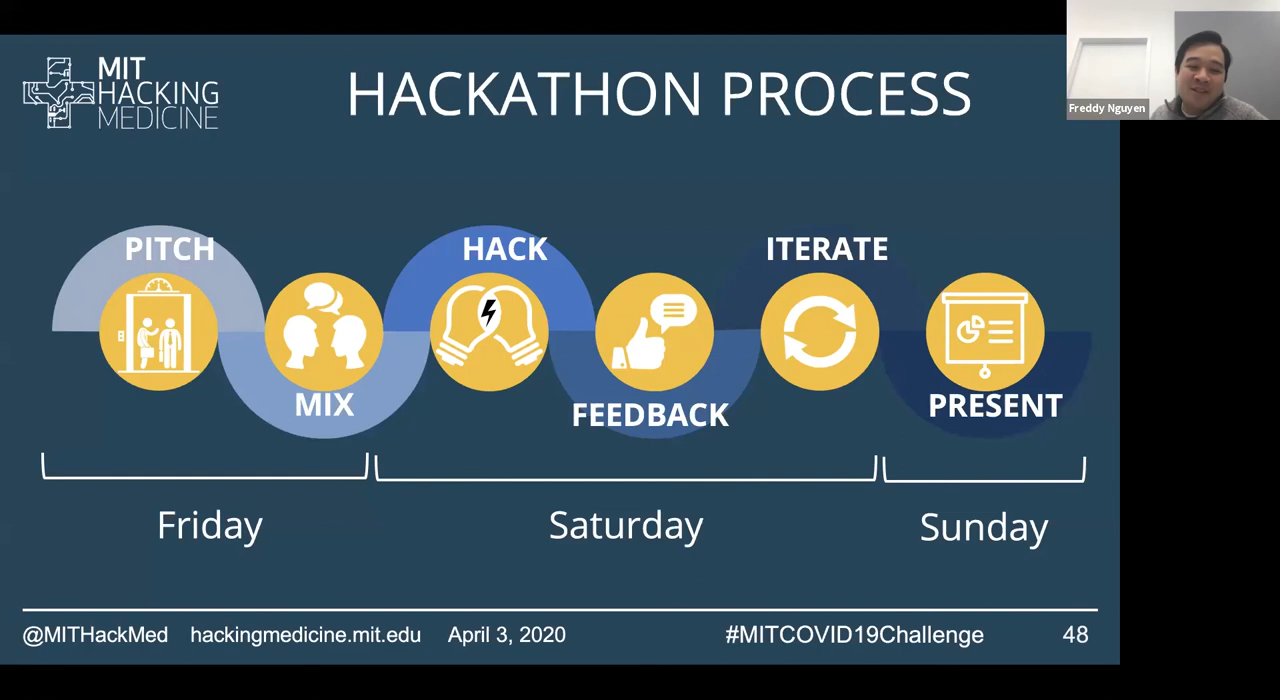 MIT
HACKING
MEDICINE
HACKATHON PROCESS
Freddy Nguyen
PITCH
HACK
ITERATE
MIX
FEEDBACK
PRESENT
Friday
Saturday
Sunday
@MITHackMed hackingmedicine.mit.edu April 3, 2020 #MITCOVID19Challenge 48